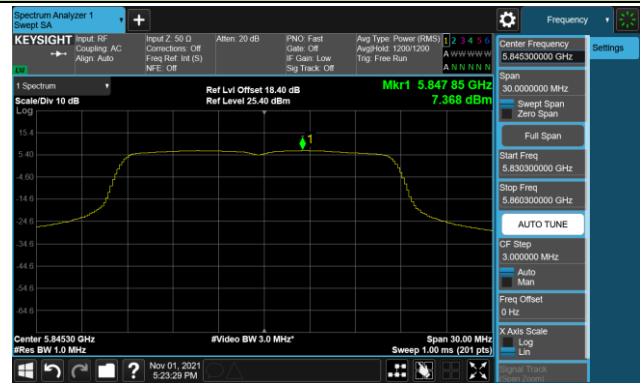 Spectrum Analyzer 1
Swept SA
Frequency
KEYSIGHT
Input: RF
Coupling: AC
Align: Auto
Input Z: 50 Ω
Corrections: Off
Freq Ref: Int (S)
NFE: Off
Atten: 20 dB
PNO: Fast
Gate: Off
IF Gain: Low
Sig Track: Off
Avg Type: Power (RMS)
Avg|Hold: 1200/1200
Trig: Free Run
1 2 3 4 5 6
A W W W W W
A N N N N N
1 Spectrum
Scale/Div 10 dB
Log
Ref Lvl Offset 18.40 dB
Ref Level 25.40 dBm
Mkr1 5.847 85 GHz
7.368 dBm
1
15.4
5.40
-4.60
-14.6
-24.6
-34.6
-44.6
-54.6
-64.6
Center 5.84530 GHz
#Res BW 1.0 MHz
#Video BW 3.0 MHz*
Span 30.00 MHz
Sweep 1.00 ms (201 pts)
Center Frequency
5.845300000 GHz
Settings
Span
30.0000000 MHz
Swept Span
Zero Span
Full Span
Start Freq
5.830300000 GHz
Stop Freq
5.860300000 GHz
AUTO TUNE
CF Step
3.000000 MHz
Auto
Man
Freq Offset
0 Hz
X Axis Scale
Log
Lin
Signal Track
(Span Zoom)
Nov 01, 2021
5:23:29 PM